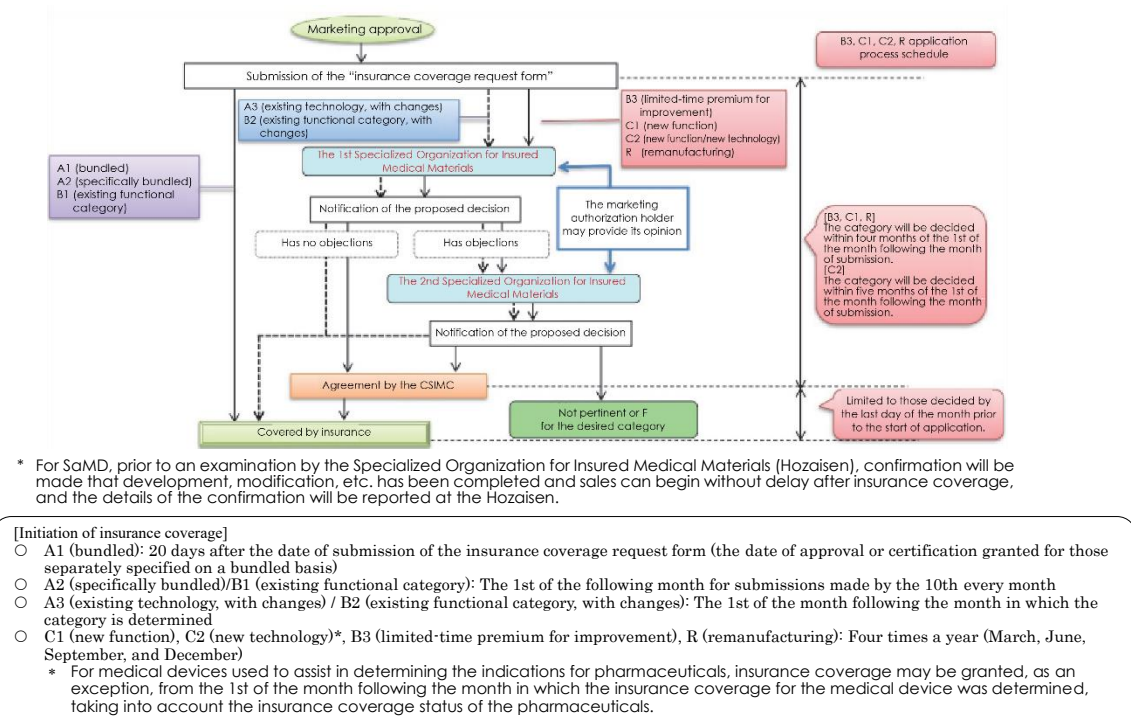 Marketing approval
B3, C1, C2, R application
process schedule
Submission of the “insurance coverage request form”
A3 (existing technology, with changes)
B2 (existing functional category, with
changes)
B3 (limited-time premium for
improvement)
C1 (new function)
C2 (new function/new technology)
R (remanufacturing)
The 1st Specialized Organization for Insured
Medical Materials
A1 (bundled)
A2 (specifically bundled)
B1 (existing functional
category)
Notification of the proposed decision
The marketing
authorization holder
may provide its opinion
Has no objections
Has objections
[B3, C1, R]
The category will be decided
within four months of the 1st of
the month following the month
of submission.
[C2]
The category will be decided
within five months of the 1st of
the month following the month
of submission.
The 2nd Specialized Organization for Insured
Medical Materials
Notification of the proposed decision
Agreement by the CSIMC
Not pertinent or F
for the desired category
Limited to those decided by
the last day of the month prior
to the start of application.
Covered by insurance
* For SaMD, prior to an examination by the Specialized Organization for Insured Medical Materials (Hozaisen), confirmation will be
made that development, modification, etc. has been completed and sales can begin without delay after insurance coverage,
and the details of the confirmation will be reported at the Hozaisen.
[Initiation of insurance coverage]
○ A1 (bundled): 20 days after the date of submission of the insurance coverage request form (the date of approval or certification granted for those
separately specified on a bundled basis)
○ A2 (specifically bundled)/B1 (existing functional category): The 1st of the following month for submissions made by the 10th every month
○ A3 (existing technology, with changes) / B2 (existing functional category, with changes): The 1st of the month following the month in which the
category is determined
○ C1 (new function), C2 (new technology)*, B3 (limited-time premium for improvement), R (remanufacturing): Four times a year (March, June,
September, and December)
* For medical devices used to assist in determining the indications for pharmaceuticals, insurance coverage may be granted, as an
exception, from the 1st of the month following the month in which the insurance coverage for the medical device was determined,
taking into account the insurance coverage status of the pharmaceuticals.